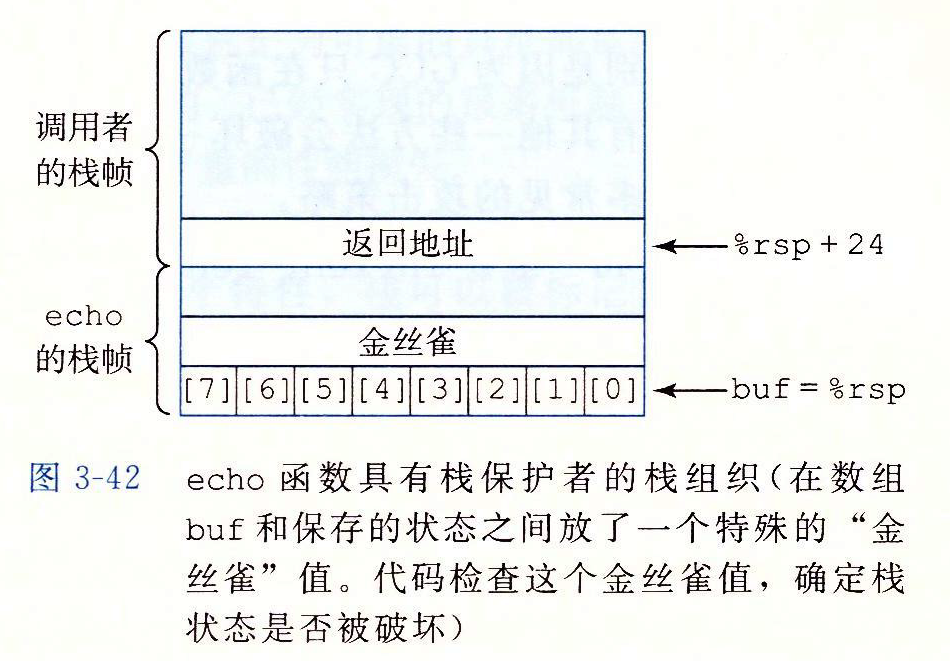 调用者
的栈帧
返回地址
%rsp + 24
echo
的栈帧
金丝雀
[7] [6] [5] [4] [3] [2] [1] [0]
buf = %rsp
图 3-42 echo 函数具有栈保护者的栈组织(在数组
buf 和保存的状态之间放了一个特殊的“金
丝雀”值。代码检查这个金丝雀值，确定栈
状态是否被破坏)